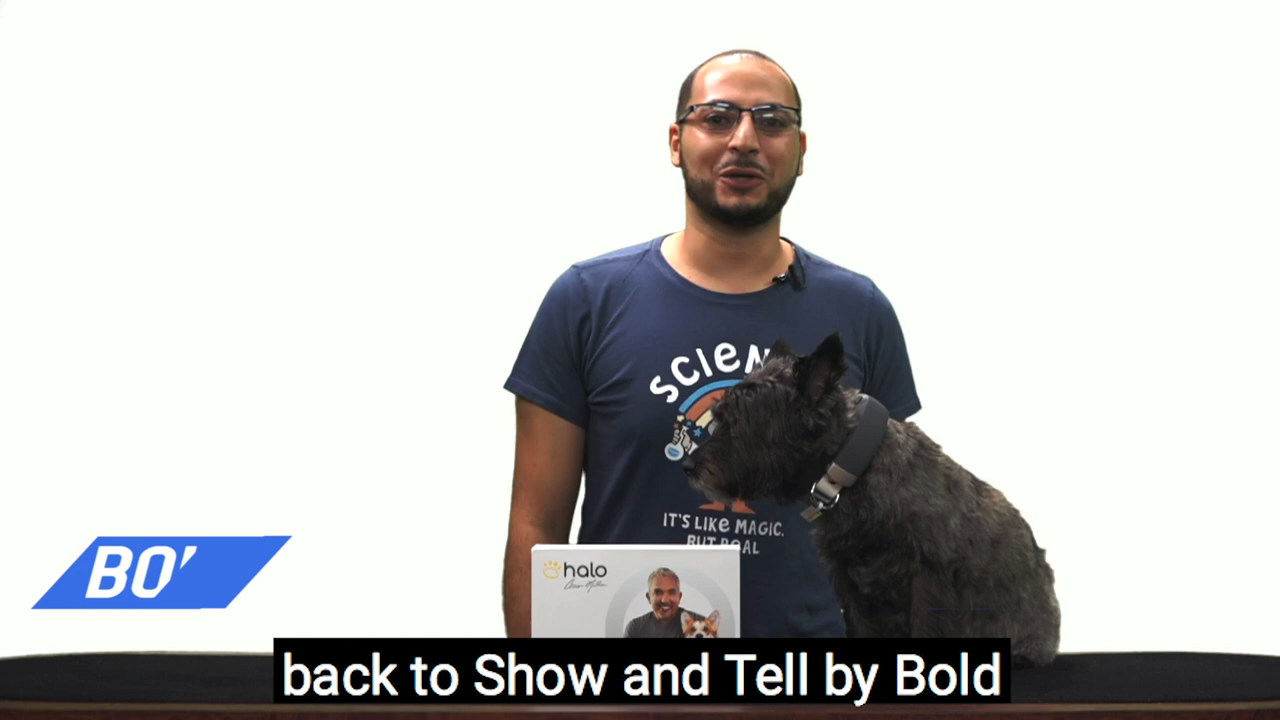 SCIEN
IT'S LIKE MAGIC.
BUT REAL
BO'
halo
back to Show and Tell by Bold